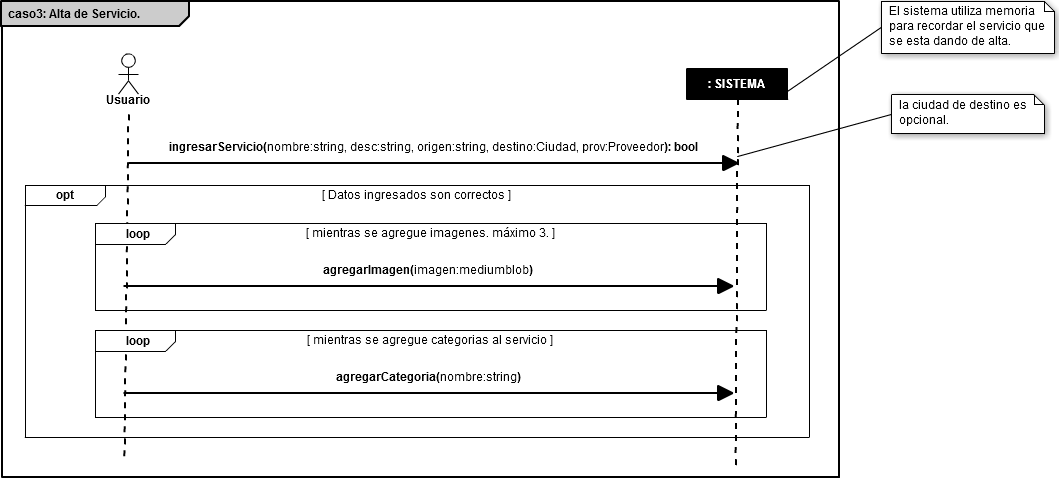 caso3: Alta de Servicio.
El sistema utiliza memoria
para recordar el servicio que
se esta dando de alta.
Usuario
: SISTEMA
la ciudad de destino es
opcional.
ingresarServicio(nombre:string, desc:string, origen:string, destino:Ciudad, prov:Proveedor): bool
opt
[ Datos ingresados son correctos ]
loop
[ mientras se agregue imagenes. máximo 3. ]
agregarImagen(imagen:mediumblob)
loop
[ mientras se agregue categorias al servicio ]
agregarCategoria(nombre:string)